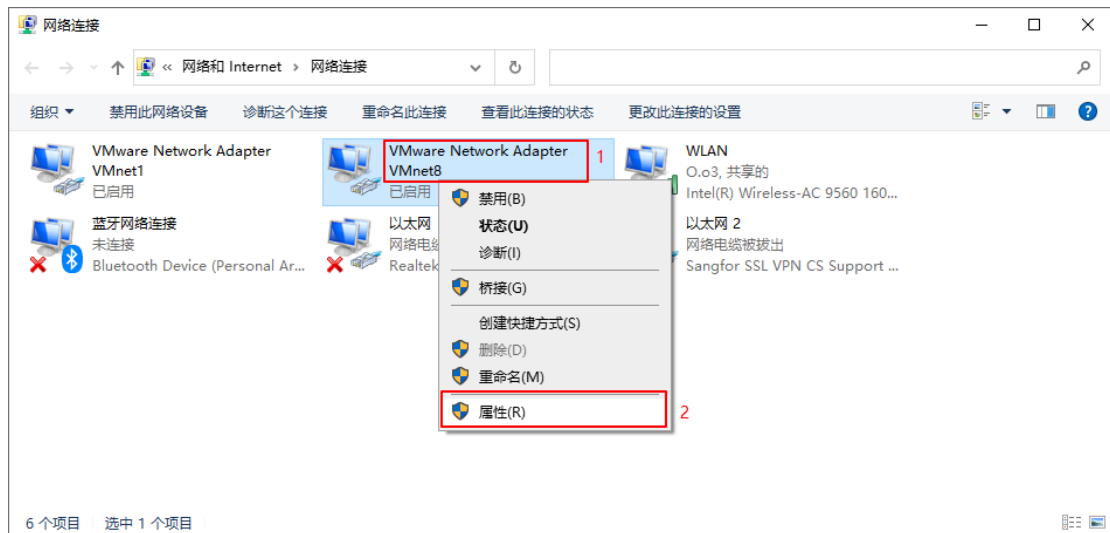 网络连接
« 网络和 Internet › 网络连接
组织 禁用此网络设备 诊断这个连接 重命名此连接 查看此连接的状态 更改此连接的设置
VMware Network Adapter
VMnet1
已启用
VMware Network Adapter
VMnet8
已启用
1
WLAN
O.o3, 共享的
Intel(R) Wireless-AC 9560 160...
蓝牙网络连接
未连接
Bluetooth Device (Personal Ar...
以太网
网络电缆
Realtek
以太网 2
网络电缆被拔出
Sangfor SSL VPN CS Support ...
禁用(B)
状态(U)
诊断(I)
桥接(G)
创建快捷方式(S)
删除(D)
重命名(M)
属性(R)
2
6 个项目 选中 1 个项目